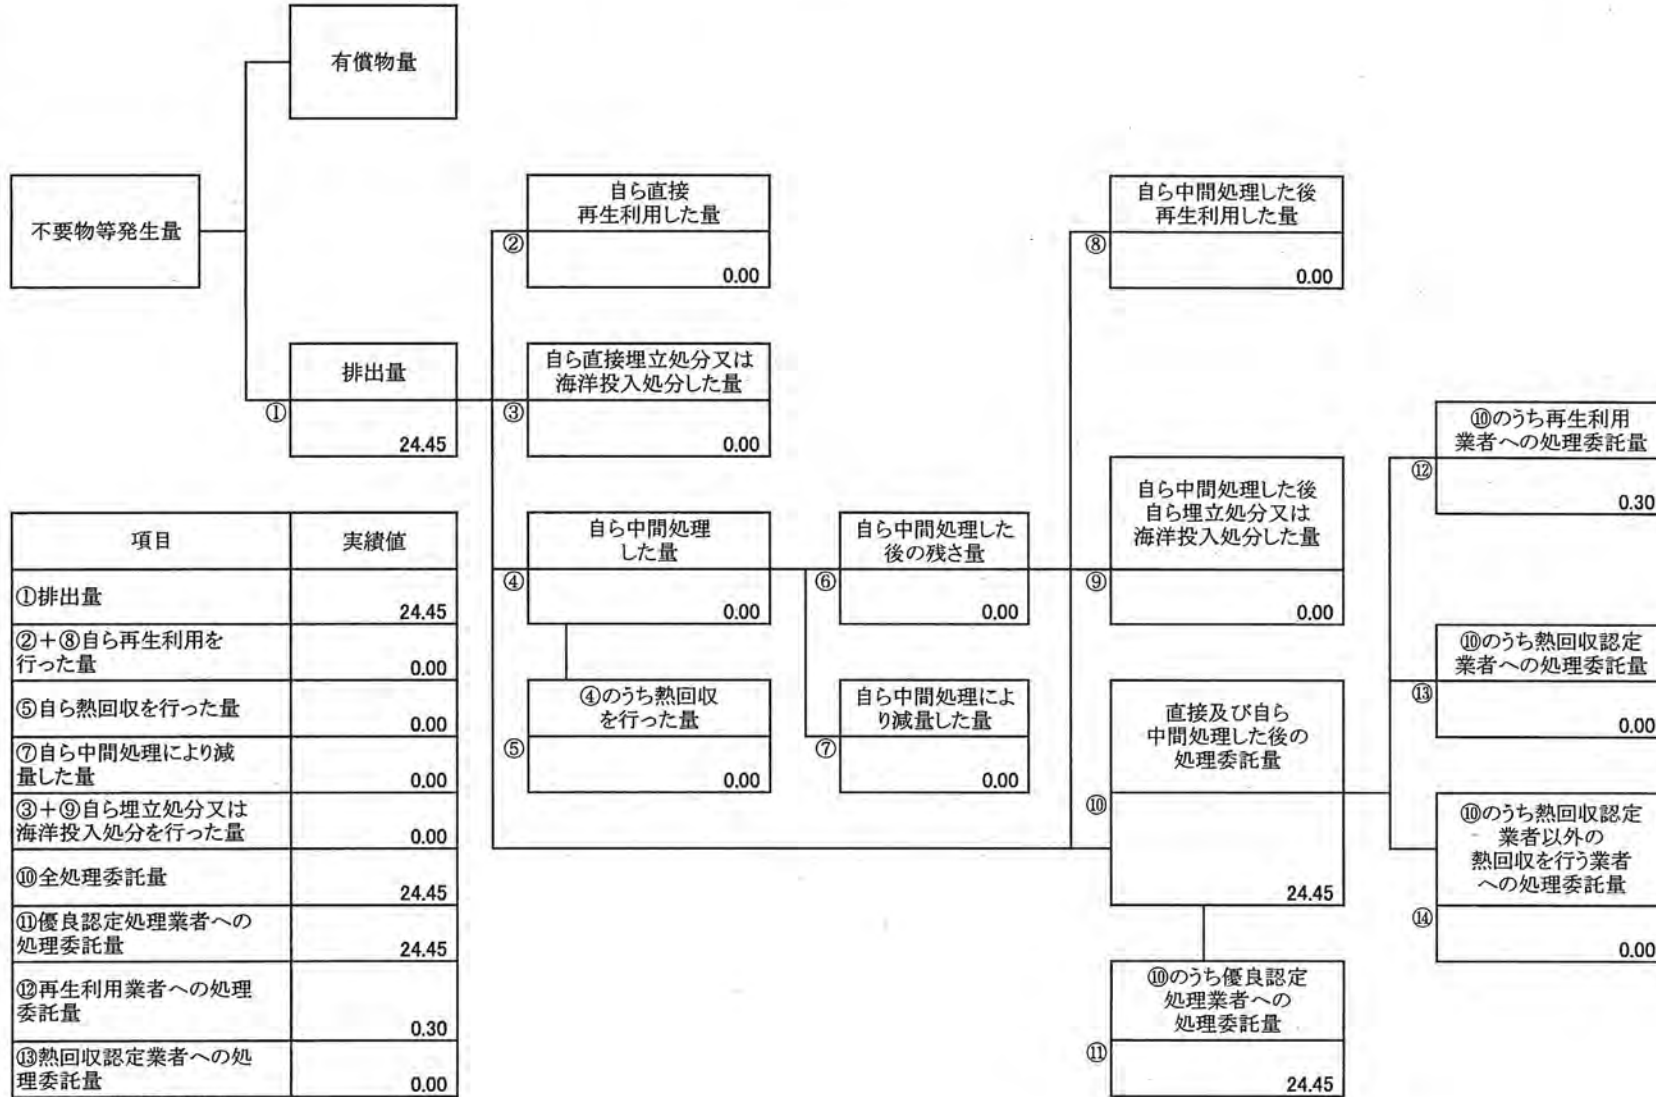 有償物量
不要物等発生量
排出量
①
24.45
自ら直接
再生利用した量
②
0.00
自ら直接埋立処分又は
海洋投入処分した量
③
0.00
自ら中間処理
した量
④
0.00
④のうち熱回収
を行った量
⑤
0.00
自ら中間処理した
後の残さ量
⑥
0.00
自ら中間処理によ
り減量した量
⑦
0.00
自ら中間処理した後
再生利用した量
⑧
0.00
自ら中間処理した後
自ら埋立処分又は
海洋投入処分した量
⑨
0.00
直接及び自ら
中間処理した後の
処理委託量
⑩
24.45
⑩のうち優良認定
処理業者への
処理委託量
⑪
24.45
⑩のうち再生利用
業者への処理委託量
⑫
0.30
⑩のうち熱回収認定
業者への処理委託量
⑬
0.00
⑩のうち熱回収認定
業者以外の
熱回収を行う業者
への処理委託量
⑭
0.00
項目 実績値
①排出量 24.45
②+⑧自ら再生利用を
行った量 0.00
⑤自ら熱回収を行った量 0.00
⑦自ら中間処理により減
量した量 0.00
③+⑨自ら埋立処分又は
海洋投入処分を行った量 0.00
⑩全処理委託量 24.45
⑪優良認定処理業者への
処理委託量 24.45
⑫再生利用業者への処理
委託量 0.30
⑬熱回収認定業者への処
理委託量 0.00